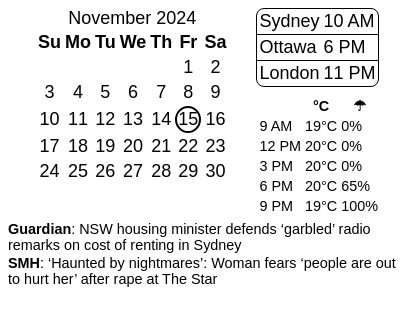 November 2024
Su Mo Tu We Th Fr Sa
1 2
3 4 5 6 7 8 9
10 11 12 13 14 15 16
17 18 19 20 21 22 23
24 25 26 27 28 29 30
Sydney 10 AM
Ottawa 6 PM
London 11 PM
°C ☂
9 AM 19°C 0%
12 PM 20°C 0%
3 PM 20°C 0%
6 PM 20°C 65%
9 PM 19°C 100%
Guardian: NSW housing minister defends ‘garbled’ radio
remarks on cost of renting in Sydney
SMH: ‘Haunted by nightmares’: Woman fears ‘people are out
to hurt her’ after rape at The Star